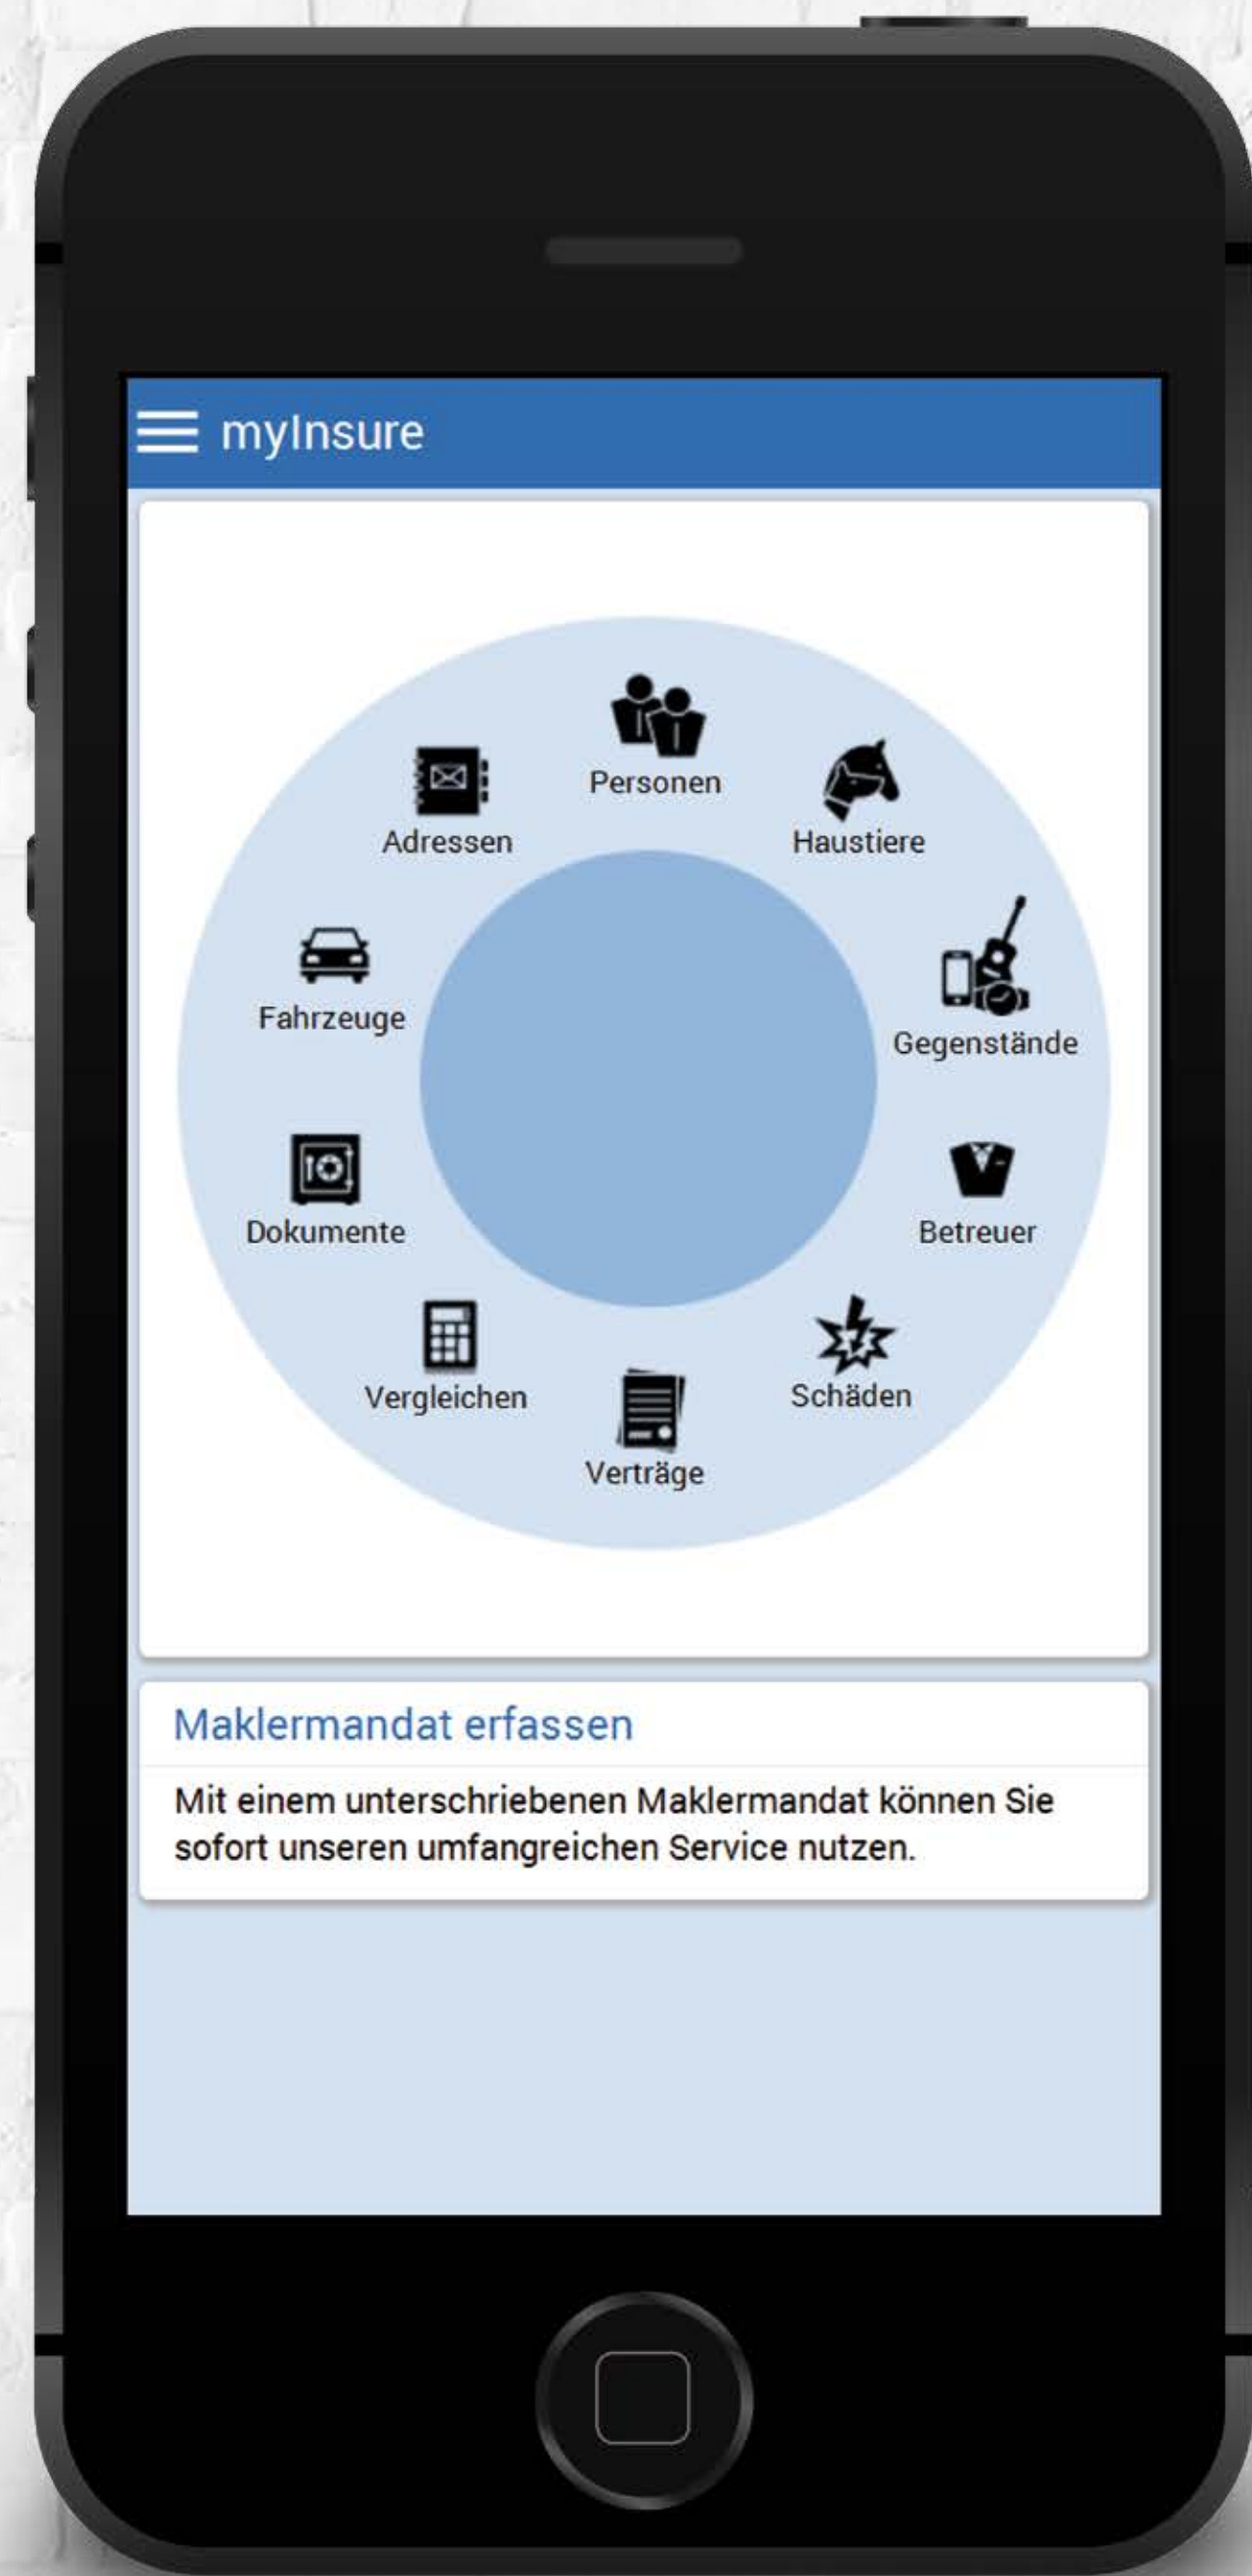 myInsure
Personen
Adressen
Haustiere
Fahrzeuge
Gegenstände
Dokumente
Betreuer
Vergleichen
Schäden
Verträge
Maklermandat erfassen
Mit einem unterschriebenen Maklermandat können Sie
sofort unseren umfangreichen Service nutzen.